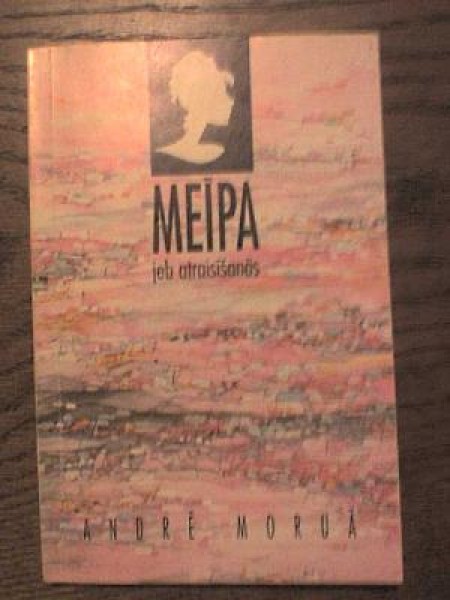 MEĪPA
jeb atraisīšanās
ANDRĒ MORUĀ